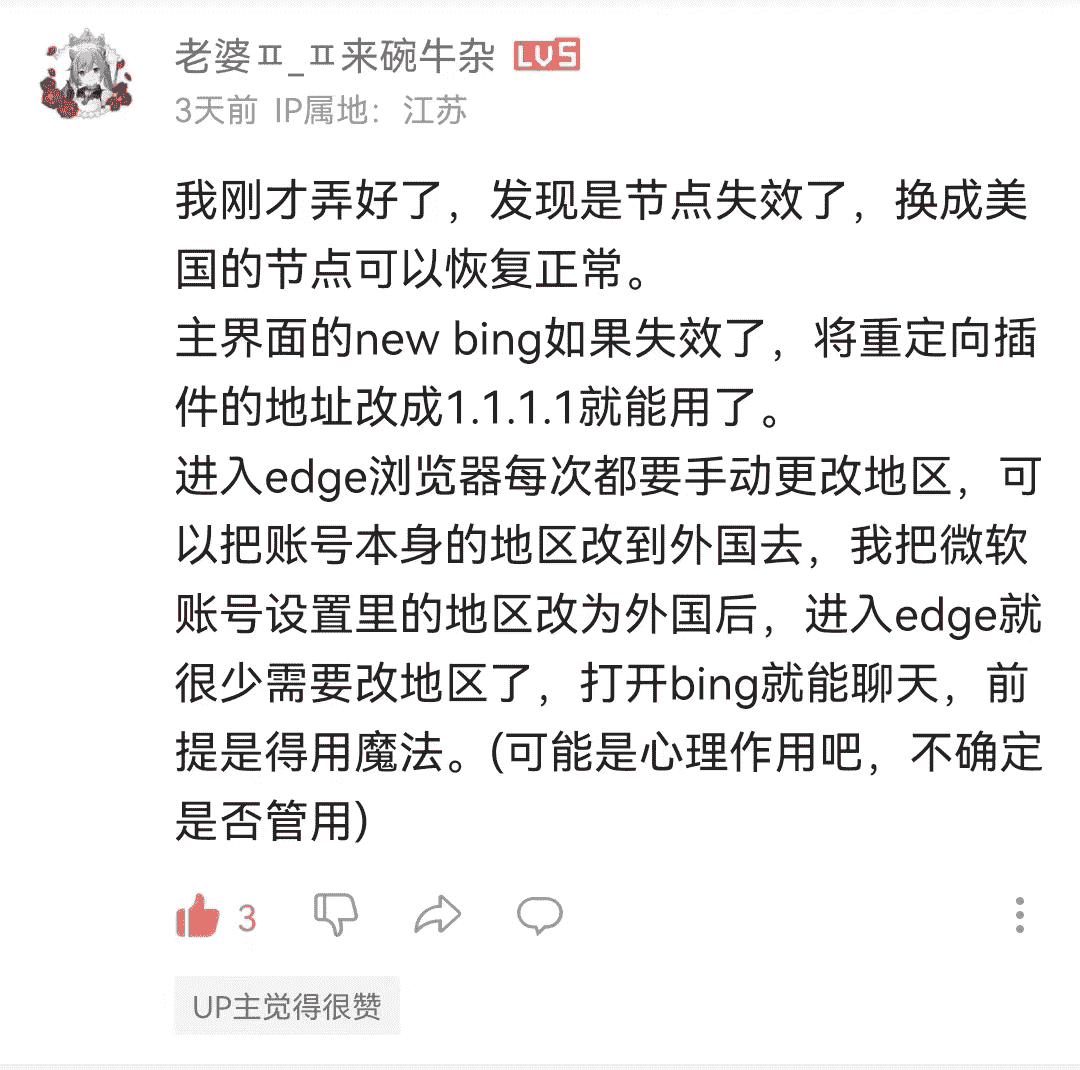 老婆ㅍ_ㅍ来碗牛杂 LV5
3天前 IP属地：江苏
我刚才弄好了，发现是节点失效了，换成美
国的节点可以恢复正常。
主界面的new bing如果失效了，将重定向插
件的地址改成1.1.1.1就能用了。
进入edge浏览器每次都要手动更改地区，可
以把账号本身的地区改到外国去，我把微软
账号设置里的地区改为外国后，进入edge就
很少需要改地区了，打开bing就能聊天，前
提是得用魔法。(可能是心理作用吧，不确定
是否管用)
3
UP主觉得很赞